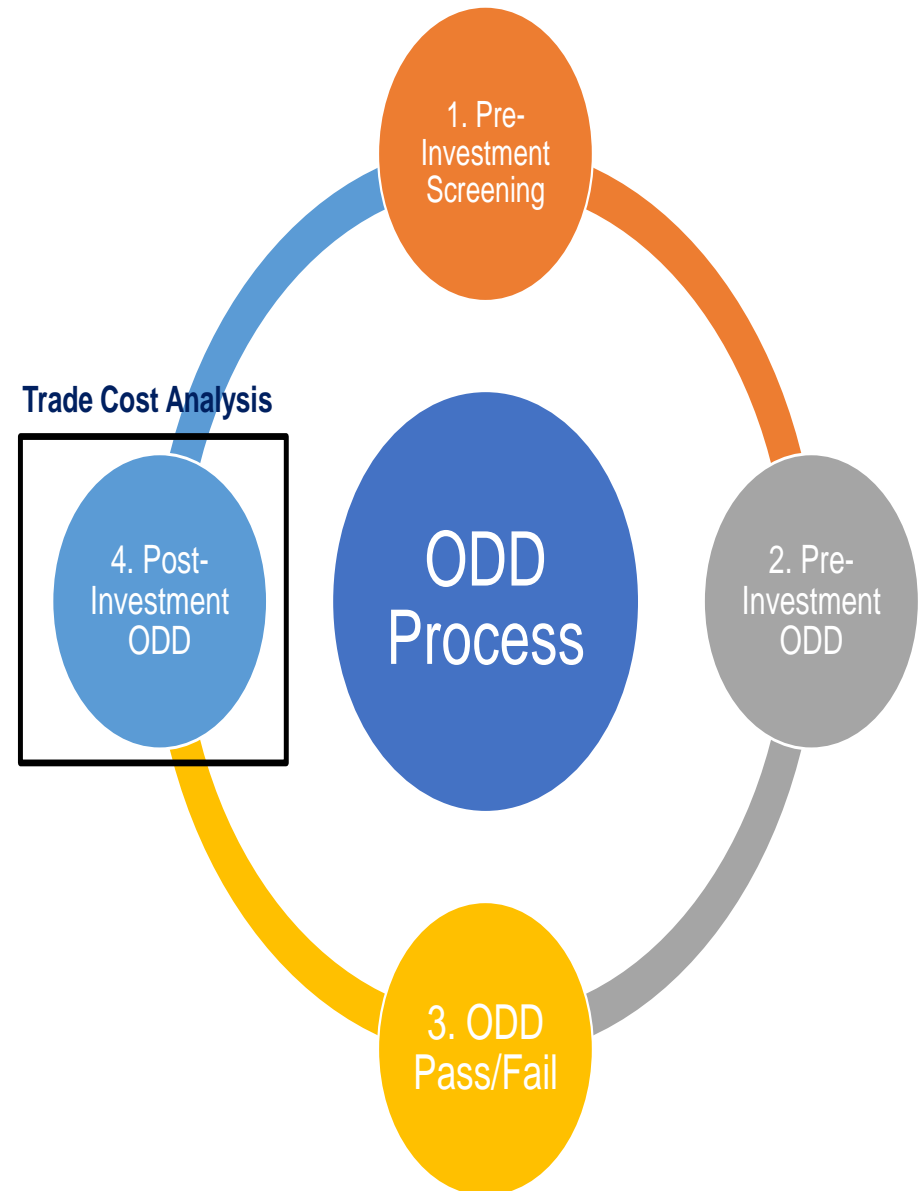 1. Pre-
Investment
Screening
Trade Cost Analysis
4. Post-
Investment
ODD
ODD
Process
2. Pre-
Investment
ODD
3. ODD
Pass/Fail